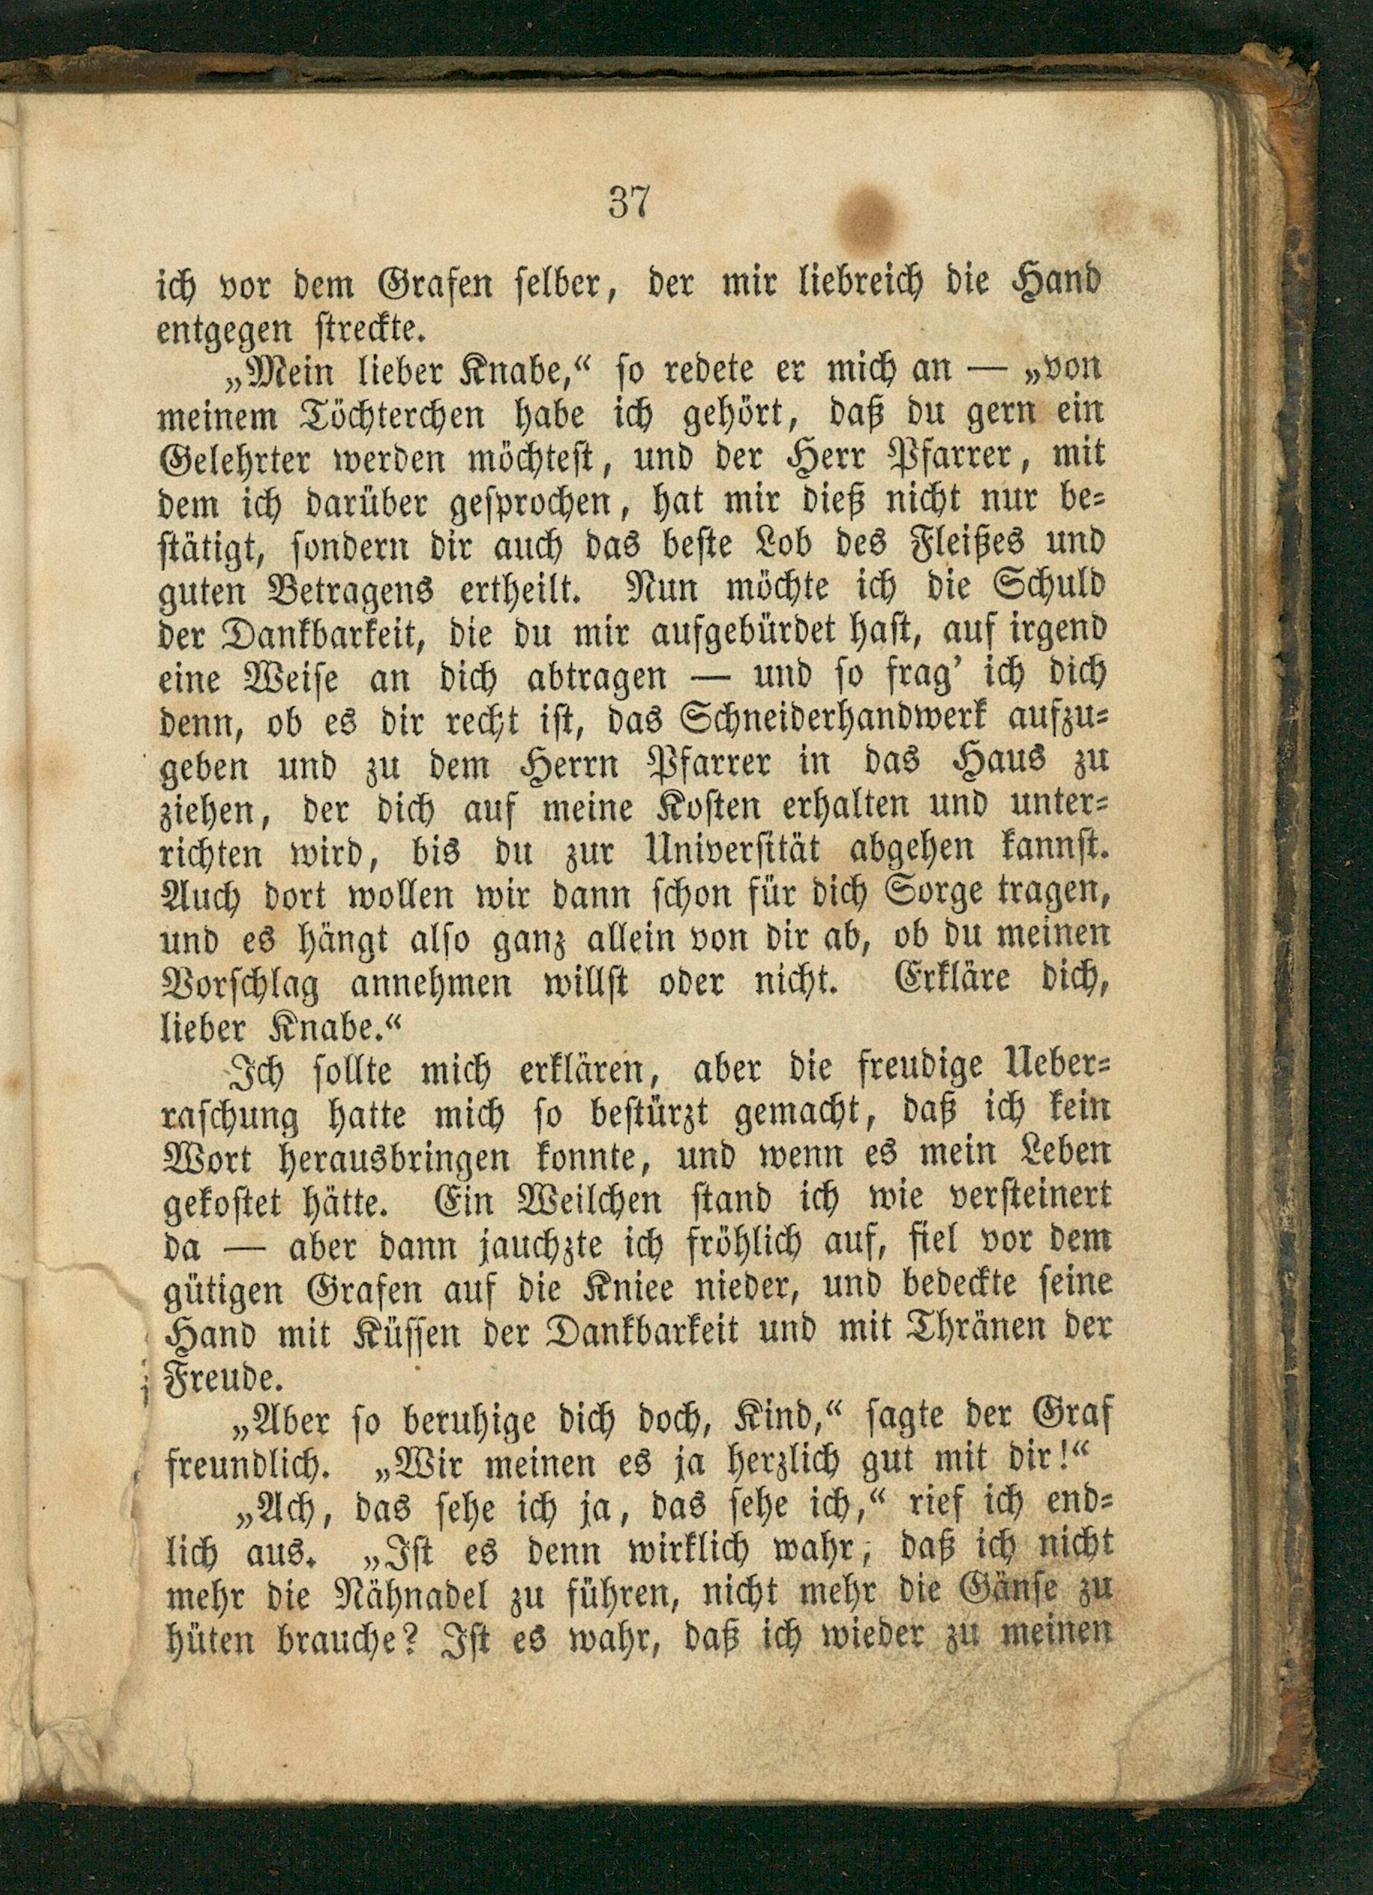 37
ich vor dem Grafen selber, der mir liebreich die Hand
entgegen streckte.
„Mein lieber Knabe,“ so redete er mich an — „von
meinem Töchterchen habe ich gehört, daß du gern ein
Gelehrter werden möchtest, und der Herr Pfarrer, mit
dem ich darüber gesprochen, hat mir dieß nicht nur be-
stätigt, sondern dir auch das beste Lob des Fleißes und
guten Betragens ertheilt. Nun möchte ich die Schuld
der Dankbarkeit, die du mir aufgebürdet hast, auf irgend
eine Weise an dich abtragen — und so frag’ ich dich
denn, ob es dir recht ist, das Schneiderhandwerk aufzu-
geben und zu dem Herrn Pfarrer in das Haus zu
ziehen, der dich auf meine Kosten erhalten und unter-
richten wird, bis du zur Universität abgehen kannst.
Auch dort wollen wir dann schon für dich Sorge tragen,
und es hängt also ganz allein von dir ab, ob du meinen
Vorschlag annehmen willst oder nicht. Erkläre dich,
lieber Knabe.“
Ich sollte mich erklären, aber die freudige Ueber-
raschung hatte mich so bestürzt gemacht, daß ich kein
Wort herausbringen konnte, und wenn es mein Leben
gekostet hätte. Ein Weilchen stand ich wie versteinert
da — aber dann jauchzte ich fröhlich auf, fiel vor dem
gütigen Grafen auf die Kniee nieder, und bedeckte seine
Hand mit Küssen der Dankbarkeit und mit Thränen der
Freude.
„Aber so beruhige dich doch, Kind,“ sagte der Graf
freundlich. „Wir meinen es ja herzlich gut mit dir!“
„Ach, das sehe ich ja, das sehe ich,“ rief ich end-
lich aus. „Ist es denn wirklich wahr, daß ich nicht
mehr die Nähnadel zu führen, nicht mehr die Gänse zu
hüten brauche? Ist es wahr, daß ich wieder zu meinen